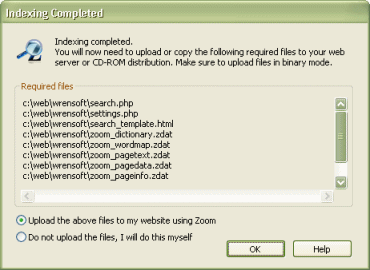 Indexing Completed
Indexing completed.
You will now need to upload or copy the following required files to your web
server or CD-ROM distribution. Make sure to upload files in binary mode.
Required files
c:\web\wrensoft\search.php
c:\web\wrensoft\settings.php
c:\web\wrensoft\search_template.html
c:\web\wrensoft\zoom_dictionary.zdat
c:\web\wrensoft\zoom_wordmap.zdat
c:\web\wrensoft\zoom_pagetext.zdat
c:\web\wrensoft\zoom_pagedata.zdat
c:\web\wrensoft\zoom_pageinfo.zdat
Upload the above files to my website using Zoom
Do not upload the files, I will do this myself
OK
Help